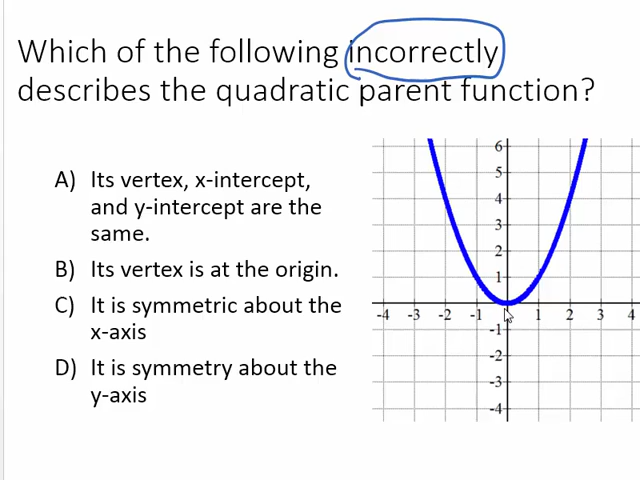 Which of the following incorrectly
describes the quadratic parent function?
A) Its vertex, x-intercept,
and y-intercept are the
same.
B) Its vertex is at the origin.
C) It is symmetric about the
x-axis
D) It is symmetry about the
y-axis
6
5
4
3
2
1
-4 -3 -2 -1 1 2 3 4
-1
-2
-3
-4